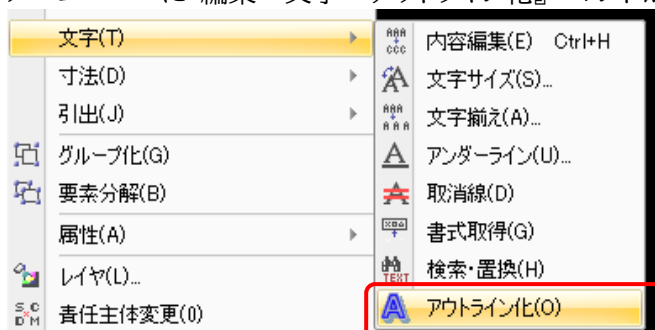 文字(T)
寸法(D)
引出(J)
グループ化(G)
要素分解(B)
属性(A)
レイヤ(L)...
責任主体変更(0)
内容編集(E) Ctrl+H
文字サイズ(S)...
文字揃え(A)...
アンダーライン(U)...
取消線(D)
書式取得(G)
検索・置換(H)
アウトライン化(O)